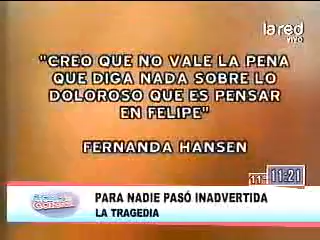 la red
VIVO
"CREO QUE NO VALE LA PENA
QUE DIGA NADA SOBRE LO
DOLOROSO QUE ES PENSAR
EN FELIPE"
FERNANDA HANSEN
11:21
PARA NADIE PASÓ INADVERTIDA
LA TRAGEDIA